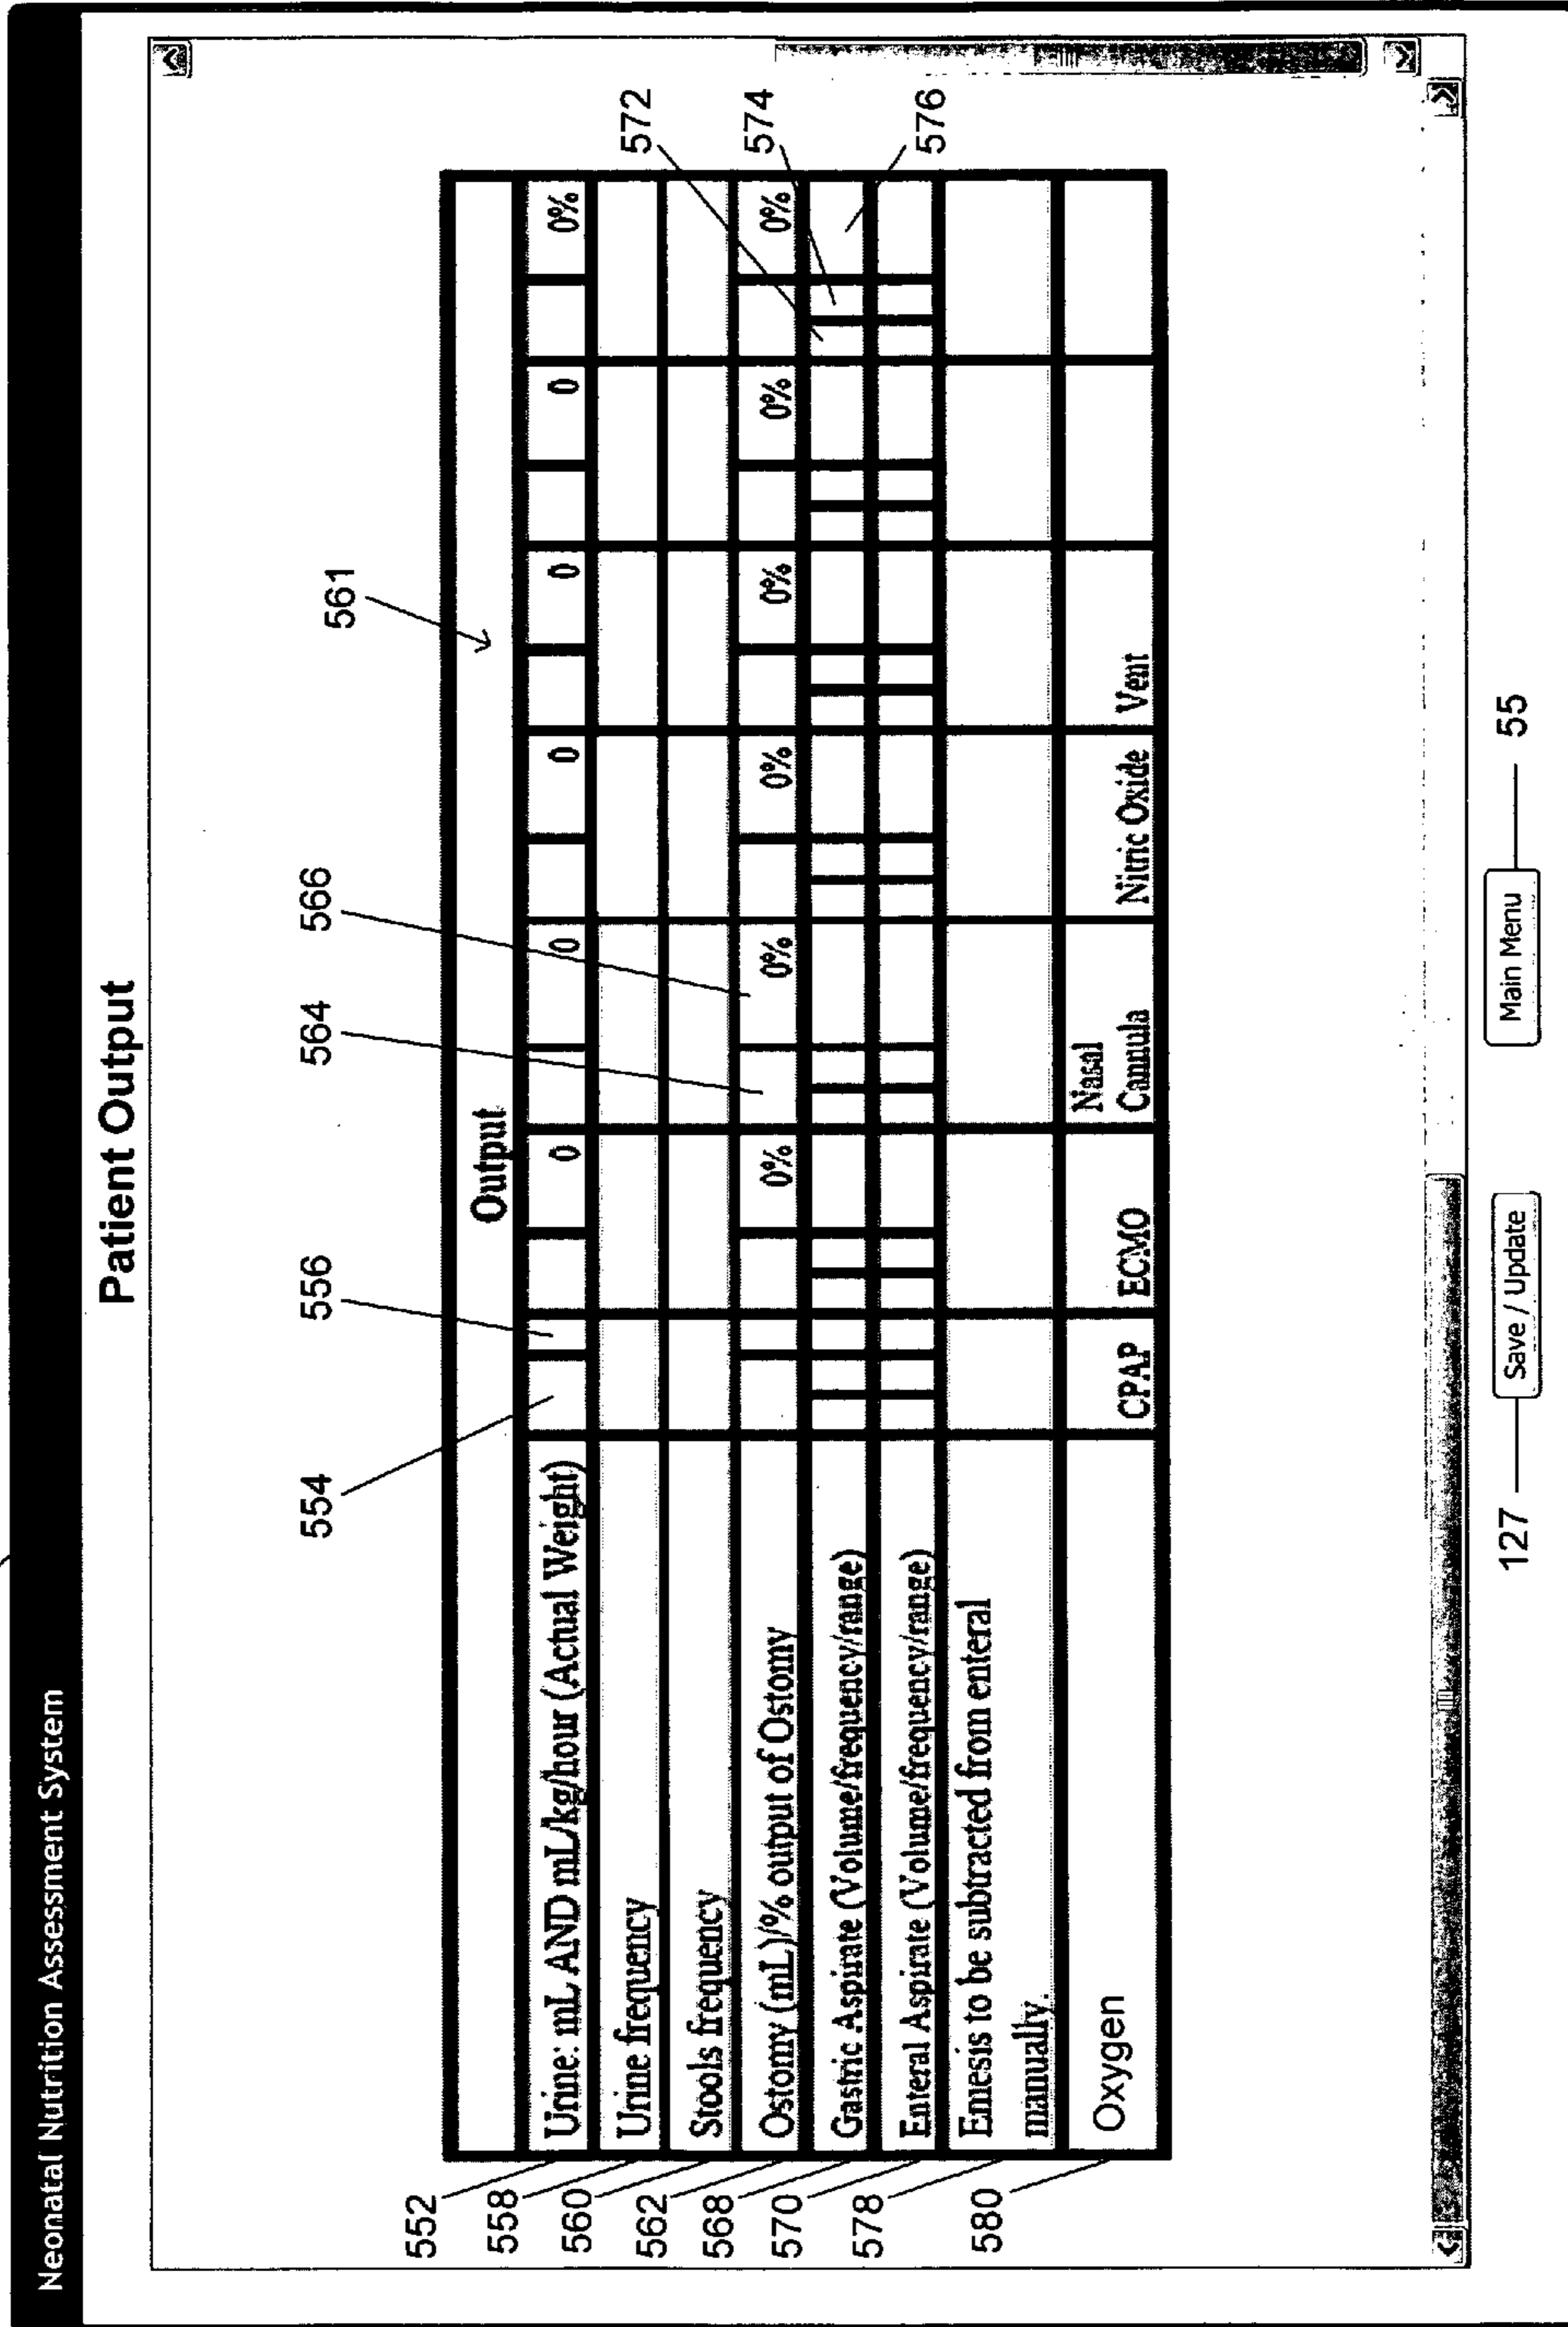 Neonatal Nutrition Assessment System
Patient Output
554 556 564 566 561
572
574
576
Output
552 Urine: mL AND mL/kg/hour (Actual Weight) 0 0 0 0 0 0%
558 Urine frequency
560 Stools frequency
562 Ostomy (mL)/% output of Ostomy 0% 0% 0% 0% 0% 0%
568 Gastric Aspirate (Volume/frequency/range)
570 Enteral Aspirate (Volume/frequency/range)
578 Emesis to be subtracted from enteral
manually.
580 Oxygen CPAP ECMO Nasal
Cannula Nitric Oxide Vent
127 Save / Update Main Menu 55